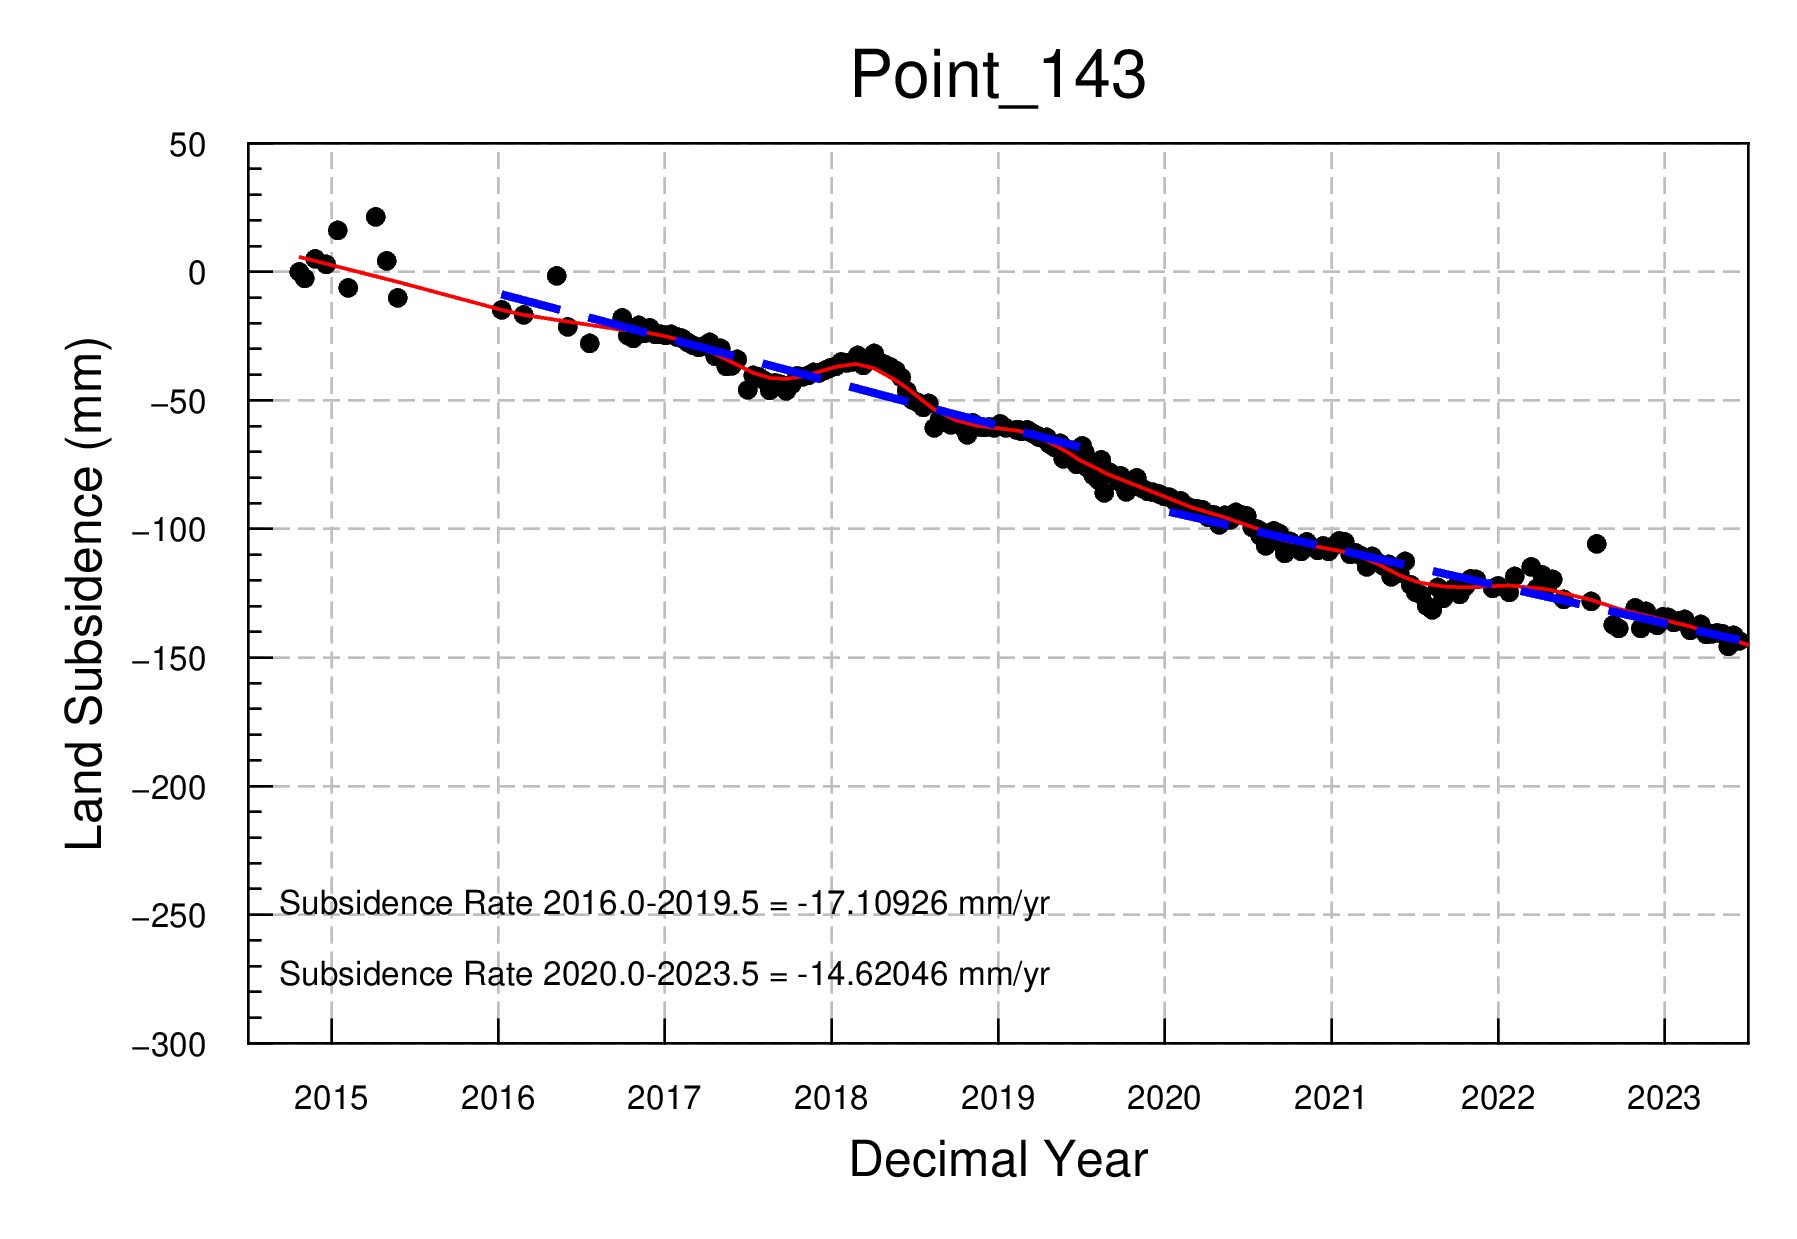 Point_143
50
0
−50
−100
−150
−200
−250
−300
Land Subsidence (mm)
Subsidence Rate 2016.0-2019.5 = -17.10926 mm/yr
Subsidence Rate 2020.0-2023.5 = -14.62046 mm/yr
2015 2016 2017 2018 2019 2020 2021 2022 2023
Decimal Year